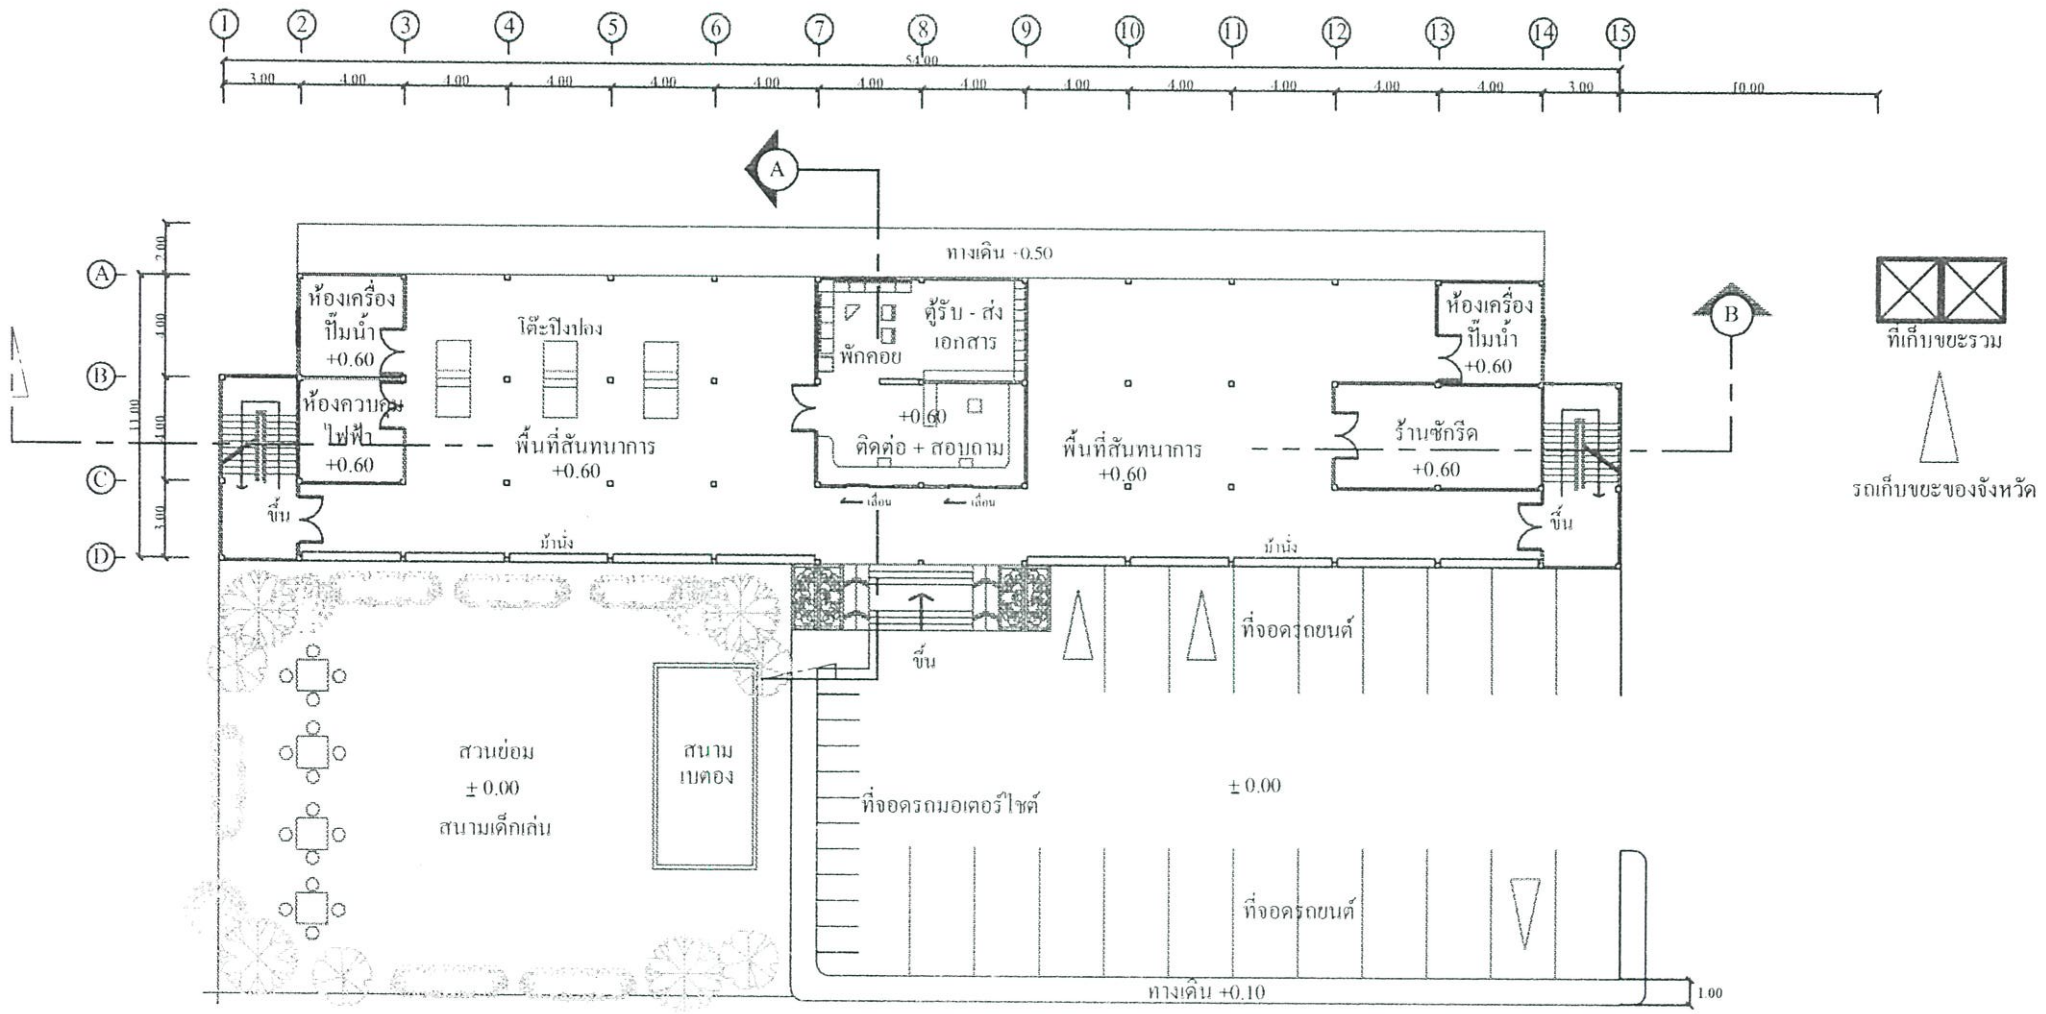 1 2 3 4 5 6 7 8 9 10 11 12 13 14 15
54.00
3.00 4.00 4.00 4.00 4.00 4.00 4.00 4.00 4.00 4.00 4.00 4.00 4.00 3.00 10.00
A
2.00
ทางเดิน +0.50
A
ห้องเครื่อง
ปั๊มน้ำ
+0.60
4.00
โต๊ะปิงปอง
ตู้รับ - ส่ง
เอกสาร
พักคอย
ห้องเครื่อง
ปั๊มน้ำ
+0.60
B
ที่เก็บขยะรวม
B
11.00
4.00
ห้องควบคุม
ไฟฟ้า
+0.60
พื้นที่สันทนาการ
+0.60
+0.60
ติดต่อ + สอบถาม
พื้นที่สันทนาการ
+0.60
ร้านซักรีด
+0.60
รถเก็บขยะของจังหวัด
C
เลื่อน เลื่อน
3.00
ขึ้น
ขึ้น
ม้านั่ง
ม้านั่ง
D
ขึ้น
ที่จอดรถยนต์
สวนย่อม
± 0.00
สนามเด็กเล่น
สนาม
เบตอง
ที่จอดรถมอเตอร์ไซต์
± 0.00
ที่จอดรถยนต์
ทางเดิน +0.10
1.00